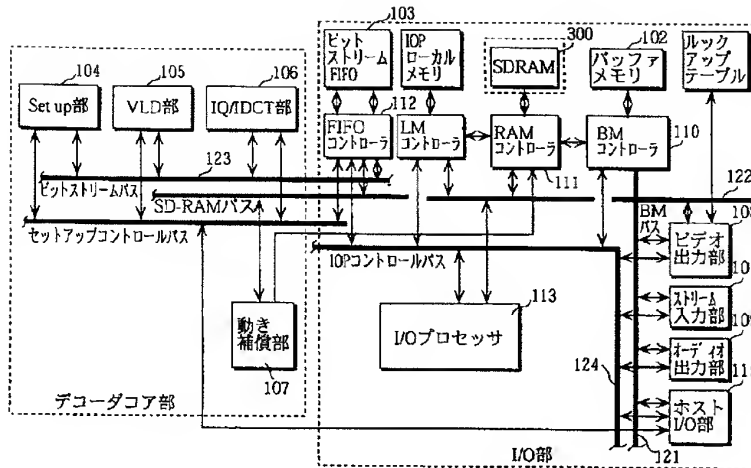 103
ビット
ストリーム
FIFO
IOP
ローカル
メモリ
300
SDRAM
102
バッファ
メモリ
ルック
アップ
テーブル
104
Set up部
105
VLD部
106
IQ/IDCT部
112
FIFO
コントローラ
LM
コントローラ
RAM
コントローラ
111
BM
コントローラ
110
123
ビットストリームバス
SD-RAMバス
セットアップコントロールバス
122
BM
バス
ビデオ
出力部
IOPコントロールバス
ストリーム
入力部
動き
補償部
107
113
I/Oプロセッサ
オーディオ
出力部
124
ホスト
I/O部
デコーダコア部
I/O部
121